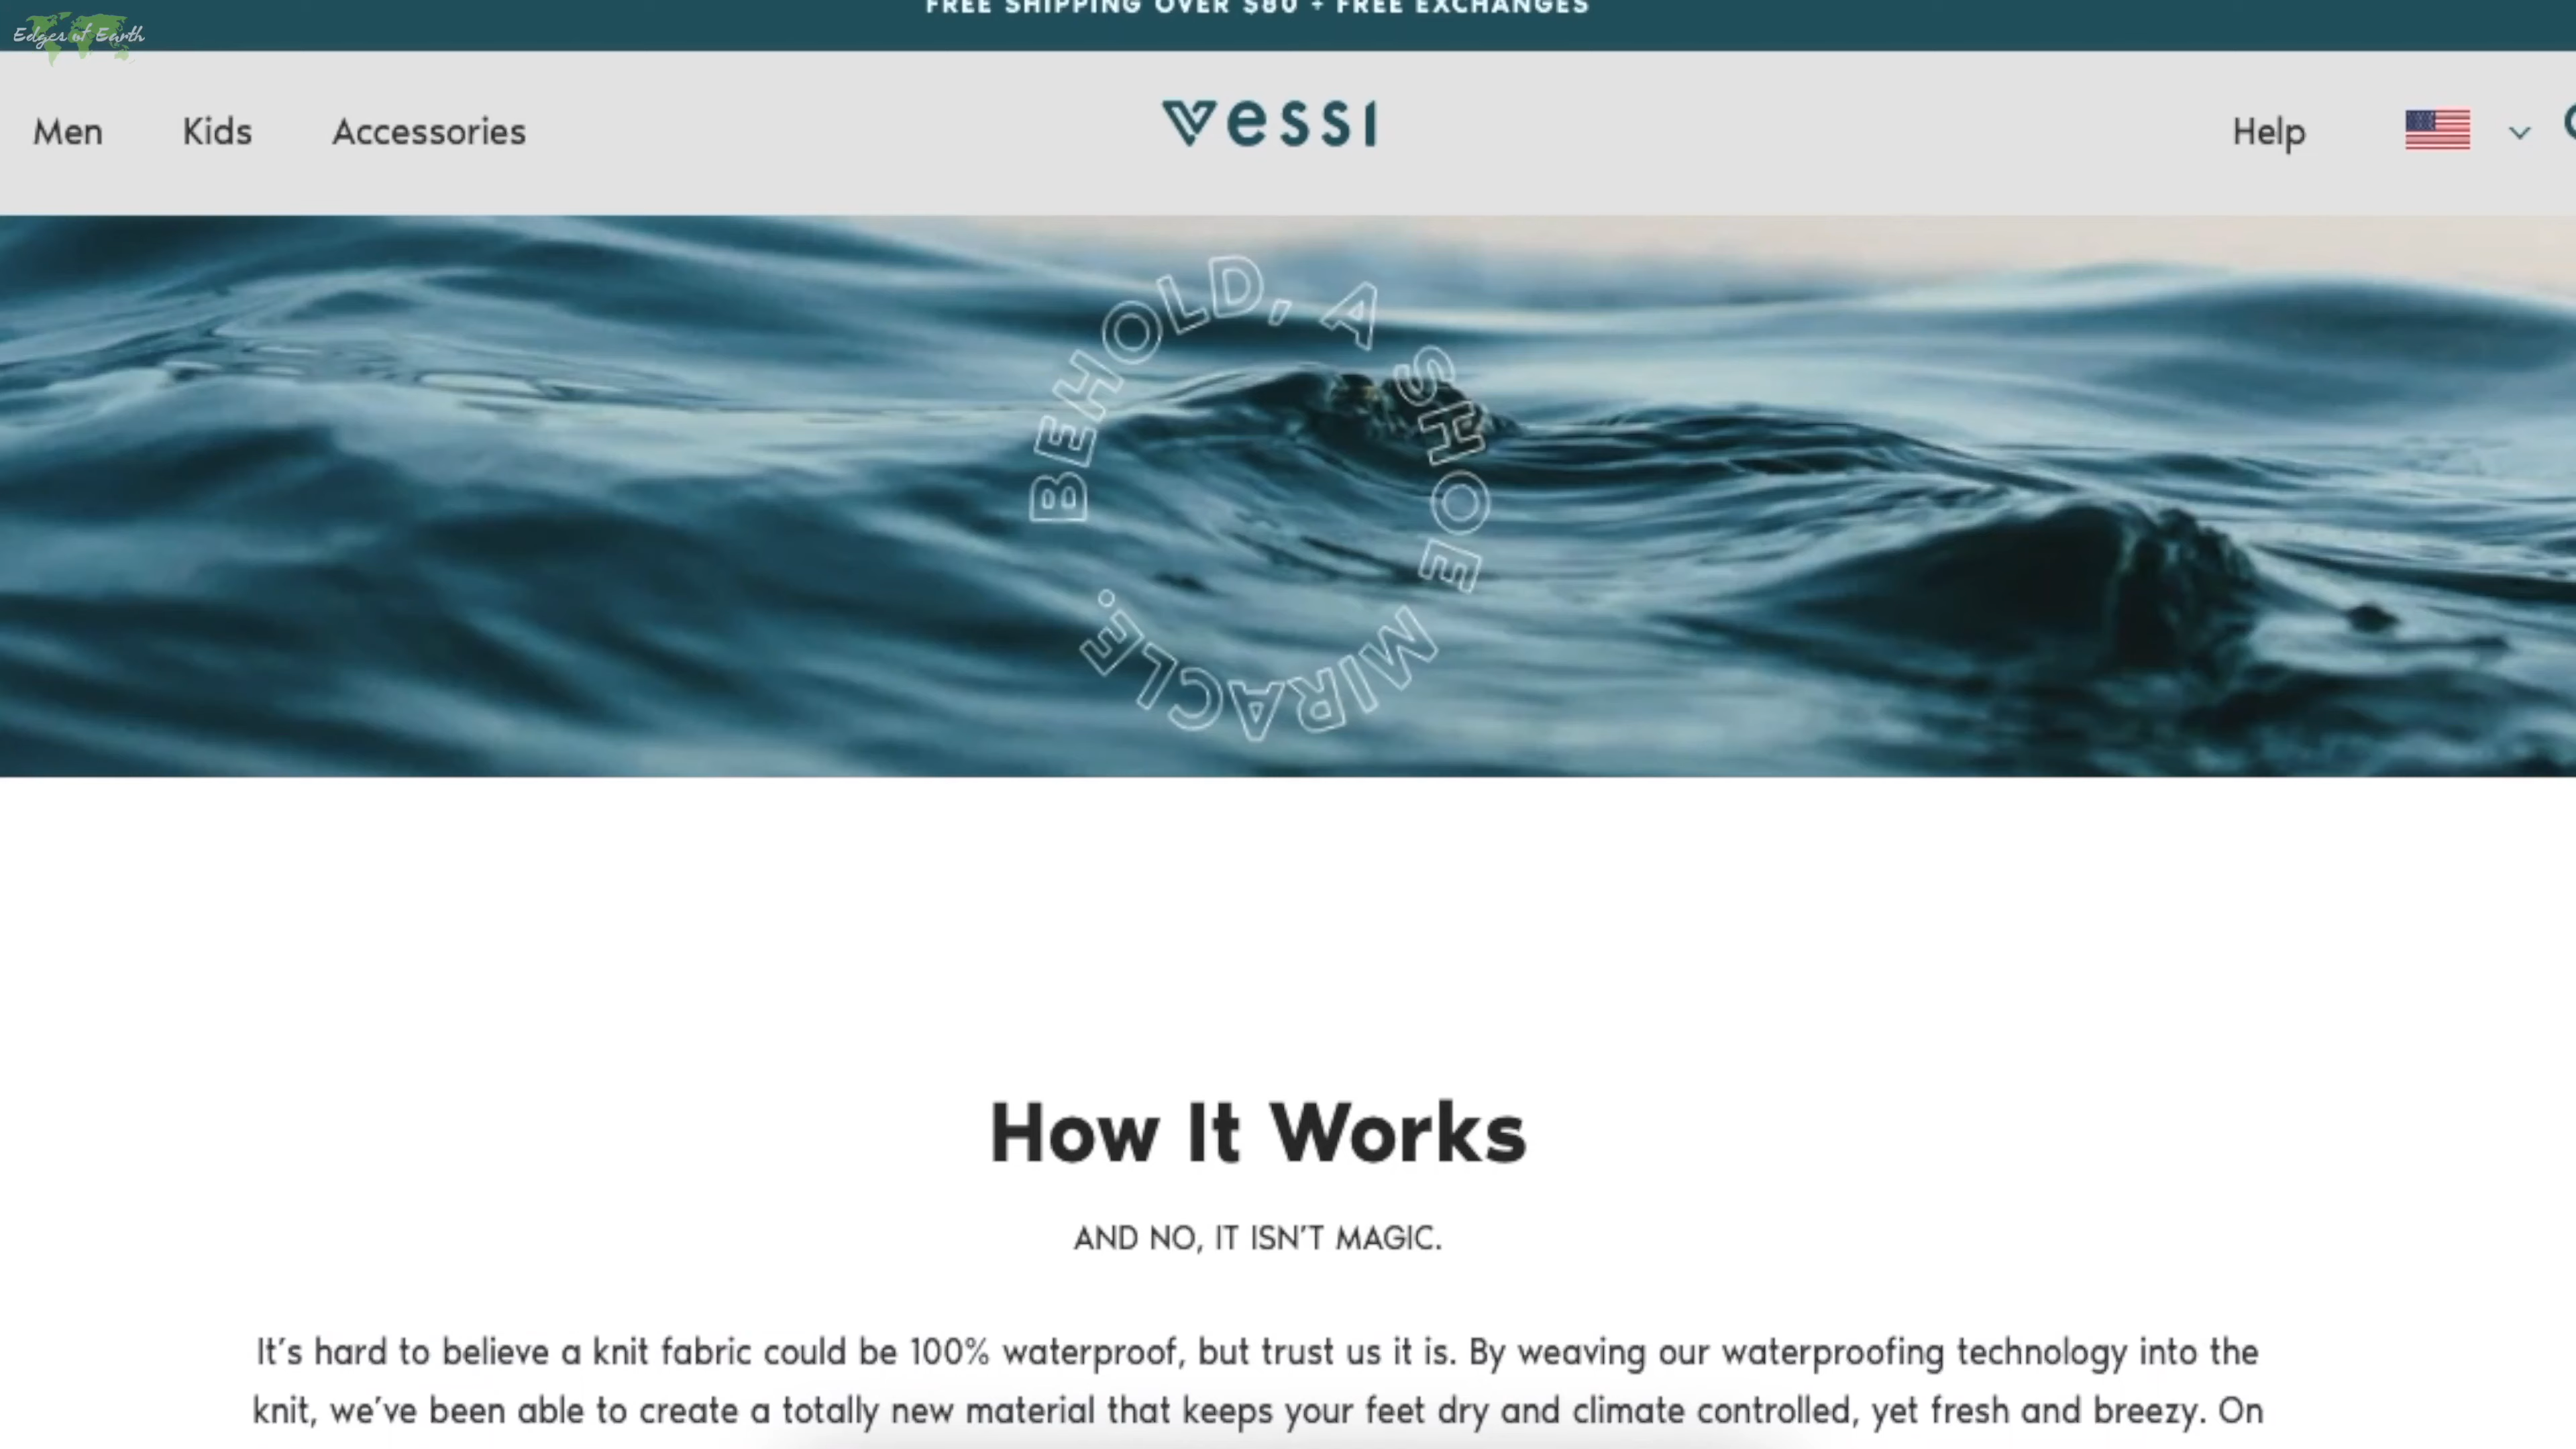 FREE SHIPPING OVER $80 + FREE EXCHANGES
Edges of Earth
Men Kids Accessories vessi Help
BEHOLD, A SHOE MIRACLE.
How It Works
AND NO, IT ISN'T MAGIC.
It's hard to believe a knit fabric could be 100% waterproof, but trust us it is. By weaving our waterproofing technology into the
knit, we've been able to create a totally new material that keeps your feet dry and climate controlled, yet fresh and breezy. On